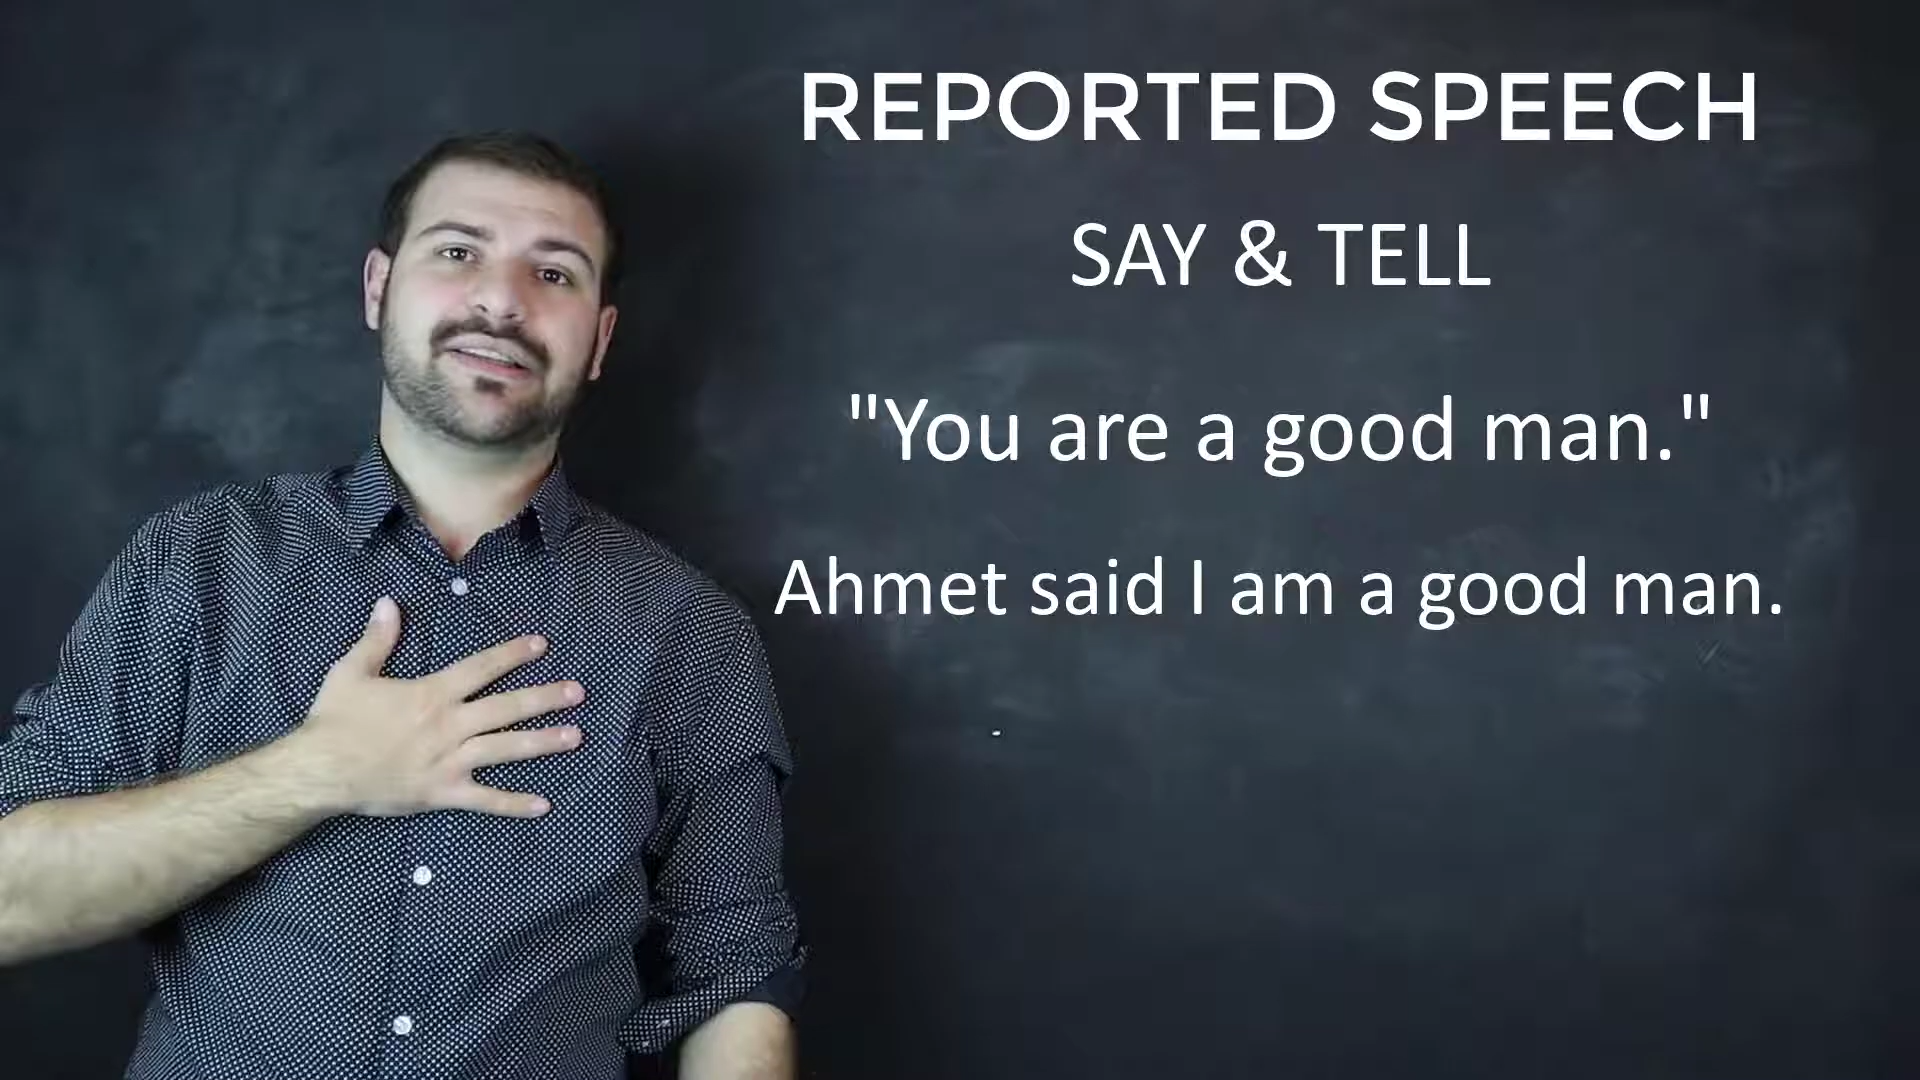 REPORTED SPEECH
SAY & TELL
"You are a good man."
Ahmet said I am a good man.